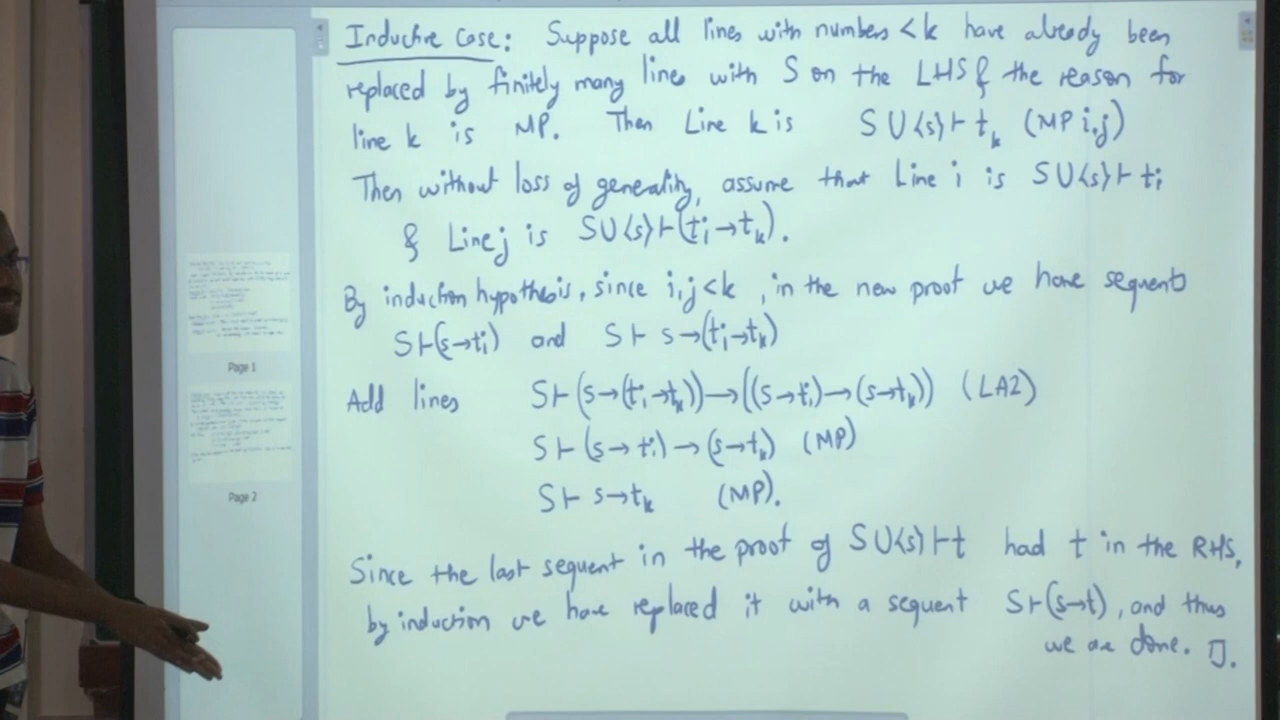 Inductive Case: Suppose all lines with numbers <k have already been
replaced by finitely many lines with S on the LHS & the reason for
line k is MP. Then Line k is S∪{s}⊢t_k (MP i,j)
Then without loss of generality, assume that Line i is S∪{s}⊢t_i
& Line j is S∪{s}⊢(t_i→t_k).
By induction hypothesis, since i,j<k, in the new proof we have sequents
S⊢(s→t_i) and S⊢ s→(t_i→t_k)
Add lines S⊢(s→(t_i→t_k))→((s→t_i)→(s→t_k)) (LA2)
S⊢(s→t_i)→(s→t_k) (MP)
S⊢ s→t_k (MP).
Since the last sequent in the proof of S∪{s}⊢t had t in the RHS,
by induction we have replaced it with a sequent S⊢(s→t), and thus
we are done. □.
Page 1
Page 2